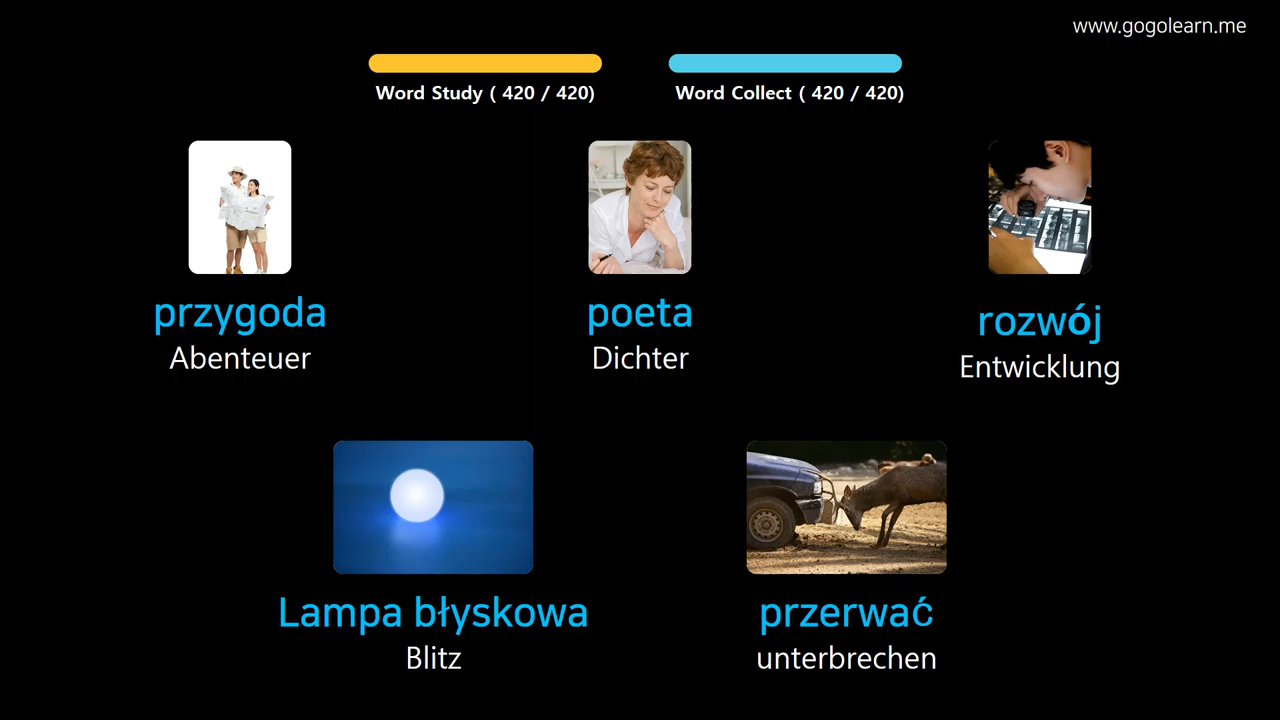 www.gogolearn.me
Word Study ( 420 / 420)
Word Collect ( 420 / 420)
przygoda
Abenteuer
poeta
Dichter
rozwój
Entwicklung
Lampa błyskowa
Blitz
przerwać
unterbrechen